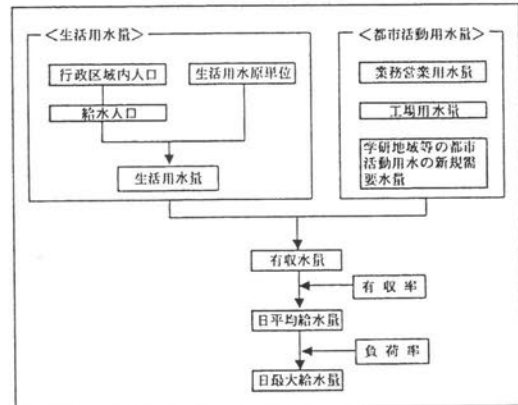 ＜生活用水量＞
行政区域内人口
生活用水原単位
給水人口
生活用水量
＜都市活動用水量＞
業務営業用水量
工場用水量
学研地域等の都市
活動用水の新規需
要水量
有収水量
有 収 率
日平均給水量
負 荷 率
日最大給水量